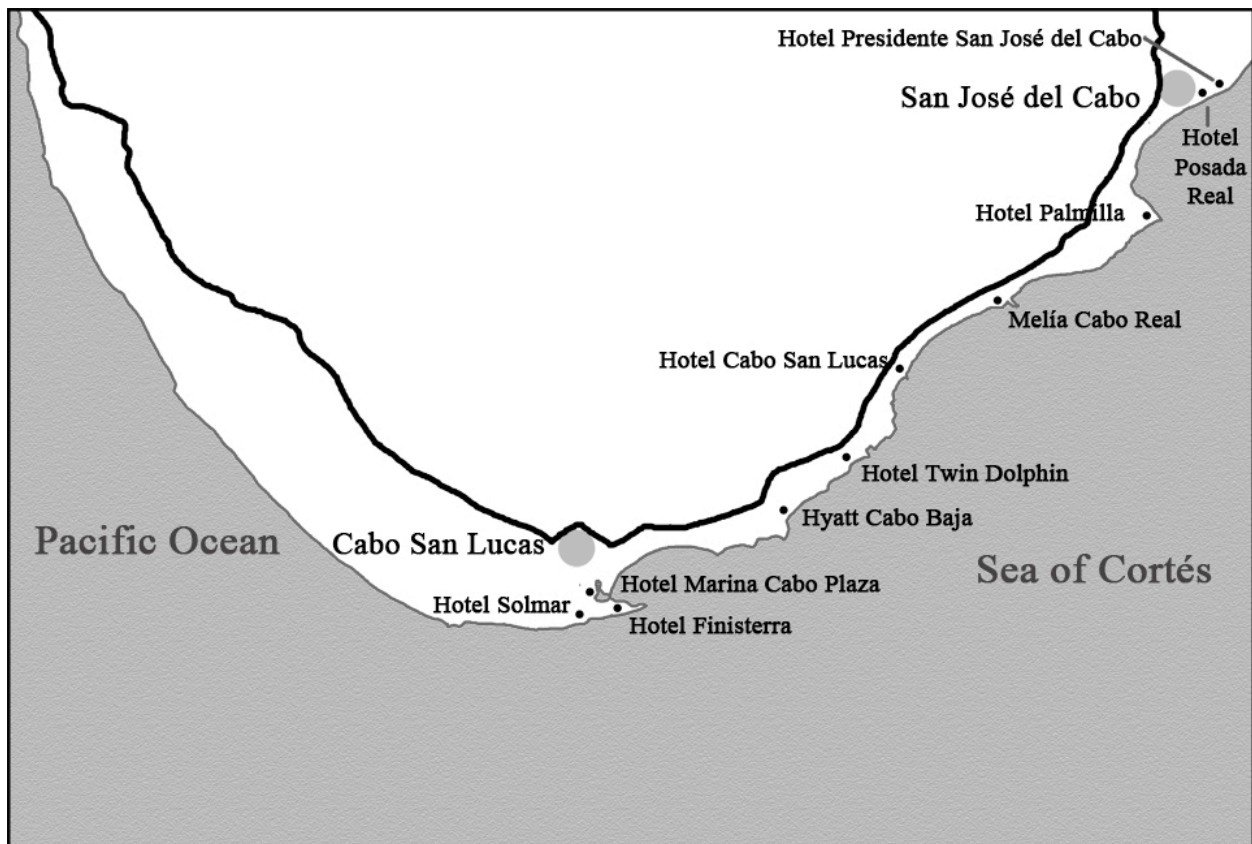 Hotel Presidente San José del Cabo
San José del Cabo
Hotel
Posada
Real
Hotel Palmilla
Melía Cabo Real
Hotel Cabo San Lucas
Hotel Twin Dolphin
Hyatt Cabo Baja
Pacific Ocean
Cabo San Lucas
Sea of Cortés
Hotel Marina Cabo Plaza
Hotel Solmar
Hotel Finisterra